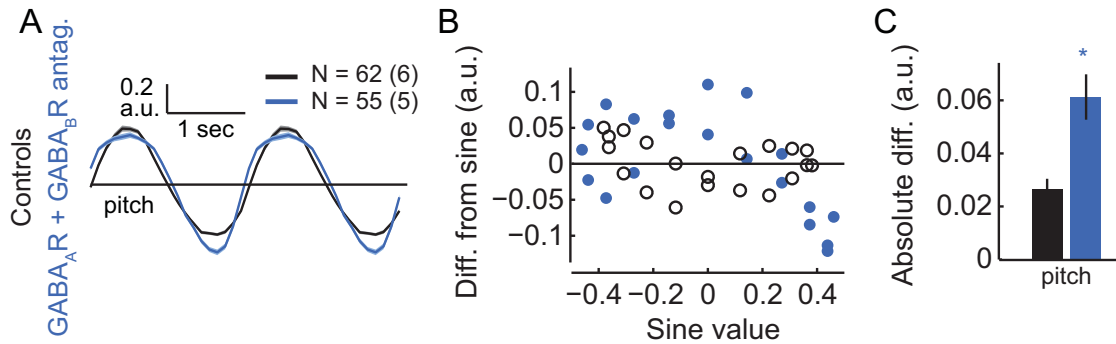 A
Controls
GABA_AR + GABA_BR antag.
0.2
a.u.
1 sec
N = 62 (6)
N = 55 (5)
pitch
B
Diff. from sine (a.u.)
0.1
0.05
0
−0.05
−0.1
−0.4 −0.2 0 0.2 0.4
Sine value
C
Absolute diff. (a.u.)
*
0.06
0.04
0.02
0
pitch